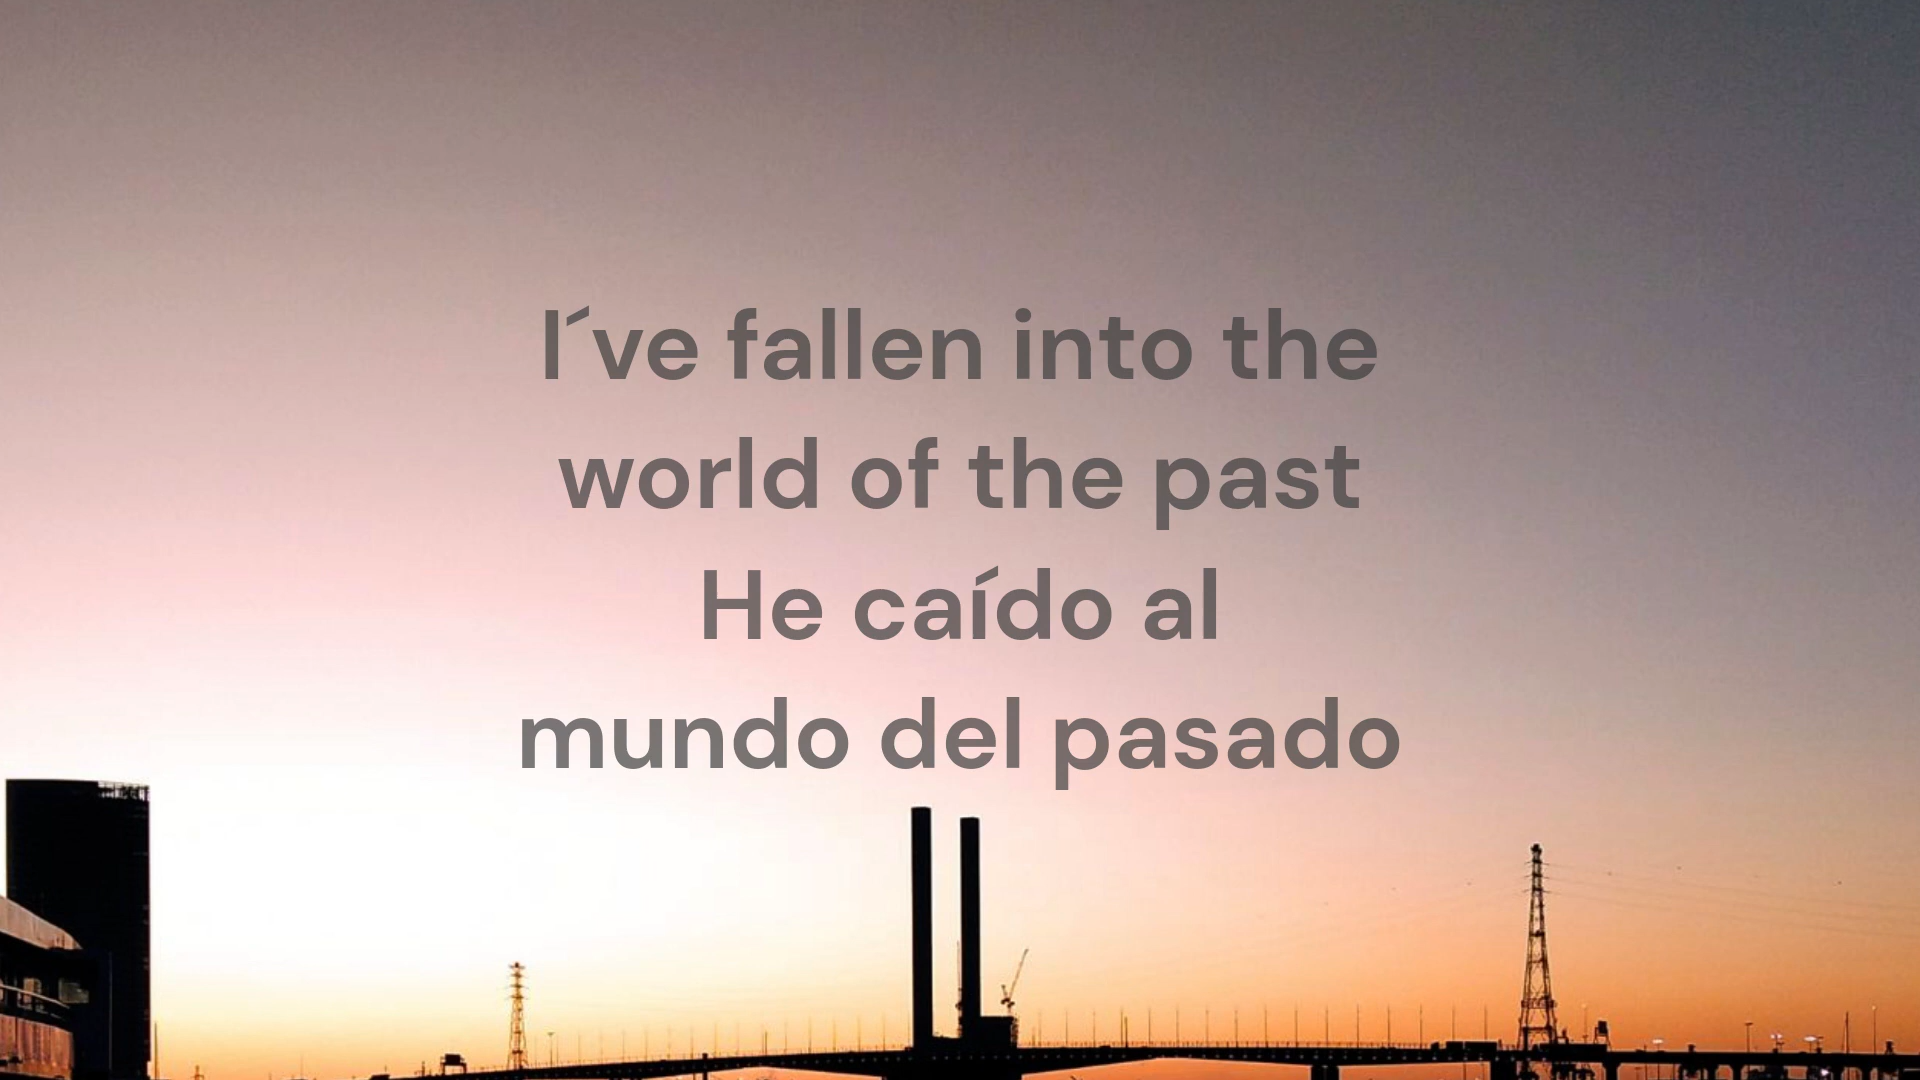 I´ve fallen into the
world of the past
He caído al
mundo del pasado